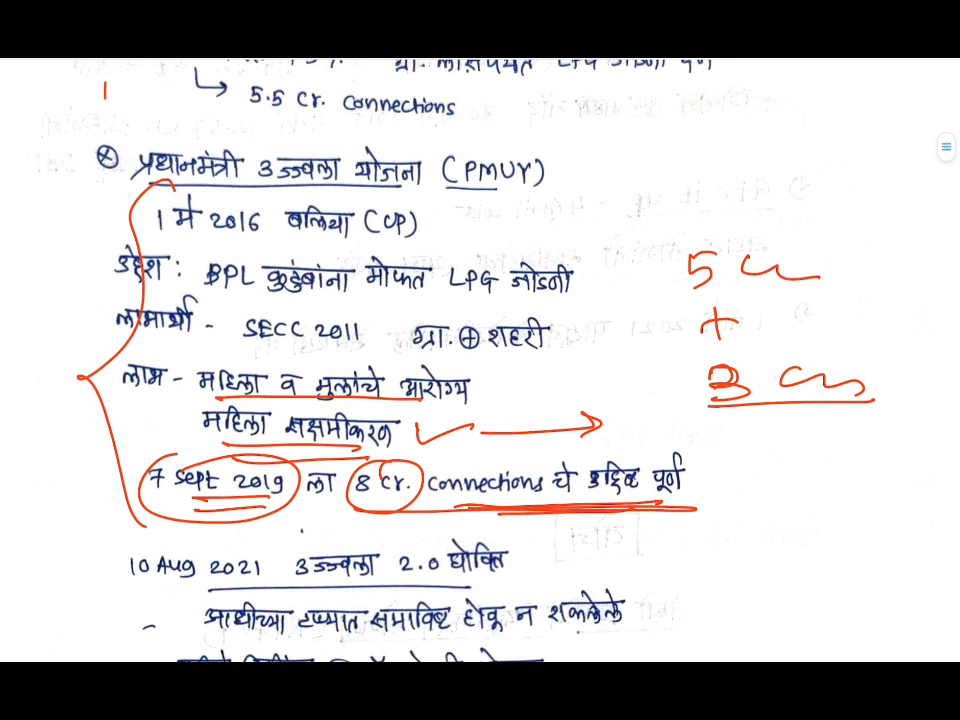 5.5 Cr. Connections
प्रधानमंत्री उज्ज्वला योजना (PMUY)
1 मे 2016 बलिया (UP)
उद्देश : BPL कुटुंबांना मोफत LPG जोडनी
5 Cr
लाभार्थी - SECC 2011 ग्रा. ⊕ शहरी
+
लाभ - महिला व मुलांचे आरोग्य
3 Cr
महिला सक्षमीकरण
7 Sept 2019 ला 8 Cr. Connections चे उद्दिष्ट पूर्ण
10 Aug 2021 उज्ज्वला 2.0 घोषित
आधीच्या टप्प्यात समाविष्ट होवू न शकलेले